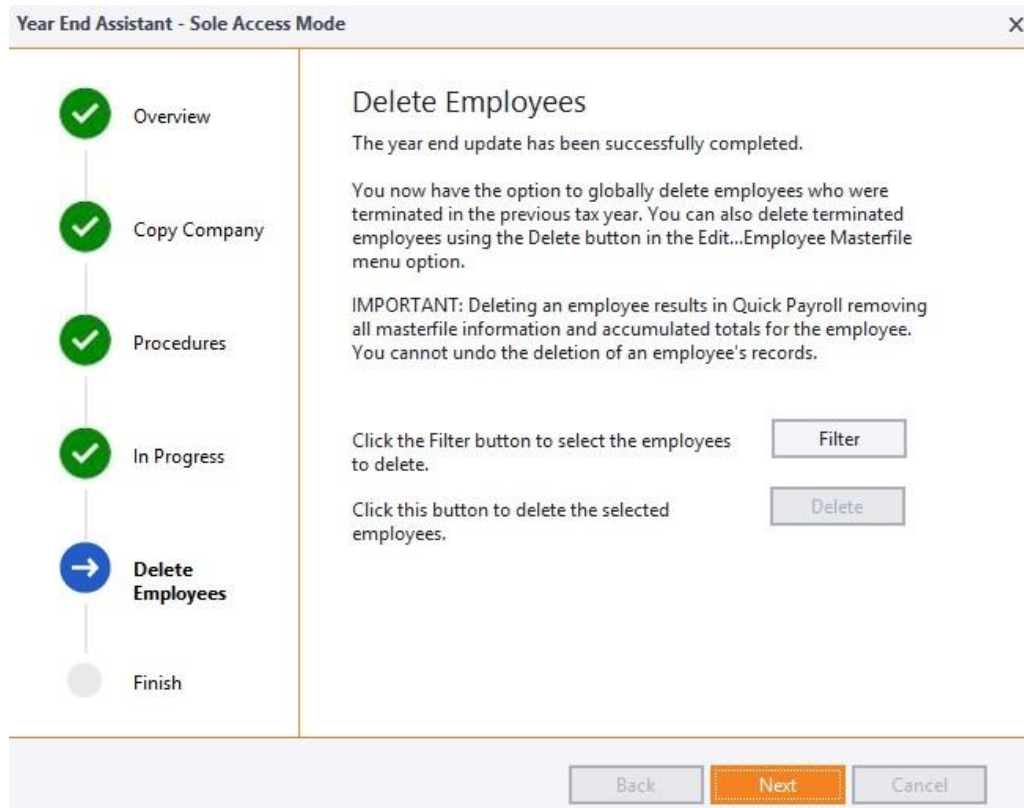 Year End Assistant - Sole Access Mode
Overview
Copy Company
Procedures
In Progress
Delete
Employees
Finish
Delete Employees
The year end update has been successfully completed.
You now have the option to globally delete employees who were
terminated in the previous tax year. You can also delete terminated
employees using the Delete button in the Edit...Employee Masterfile
menu option.
IMPORTANT: Deleting an employee results in Quick Payroll removing
all masterfile information and accumulated totals for the employee.
You cannot undo the deletion of an employee's records.
Click the Filter button to select the employees
to delete.
Filter
Click this button to delete the selected
employees.
Delete
Back
Next
Cancel